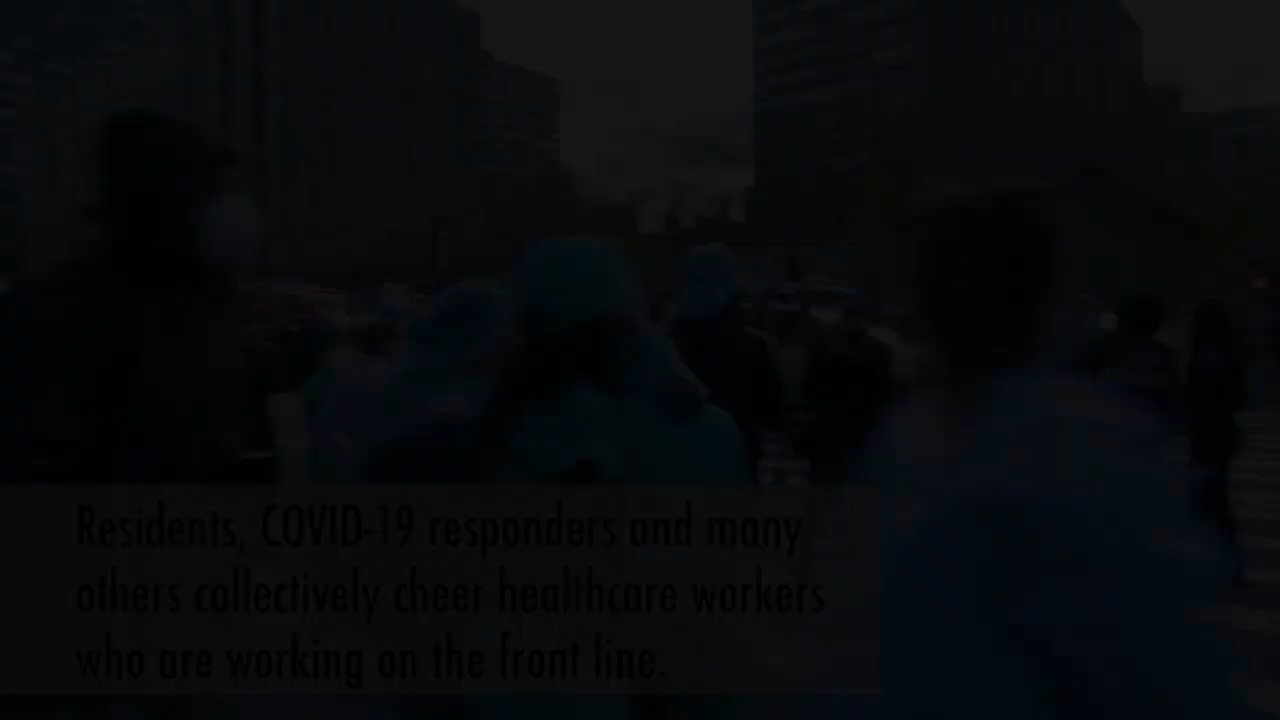 Residents, COVID-19 responders and many
others collectively cheer healthcare workers
who are working on the front line.